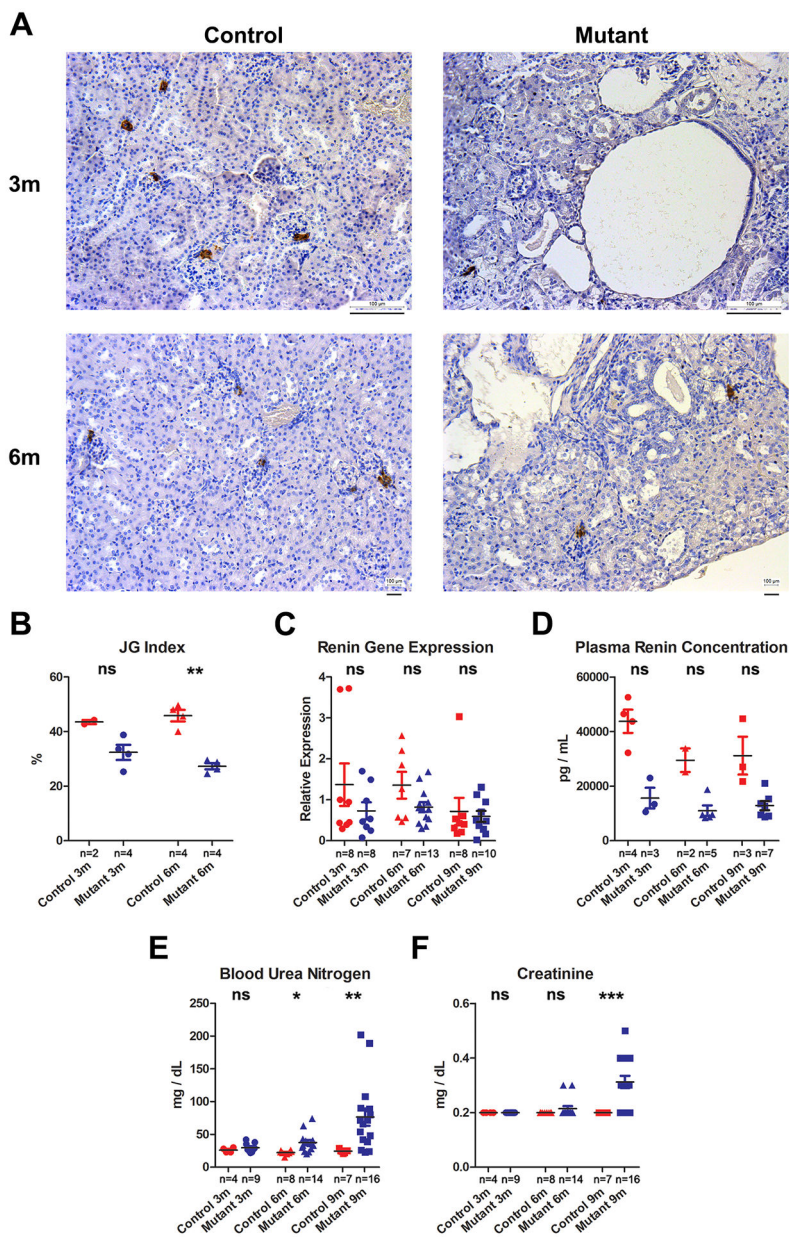 A
Control
Mutant
3m
100 µm
100 µm
6m
100 µm
100 µm
B
JG Index
ns
**
60
40
20
0
%
n=2
n=4
n=4
n=4
Control 3m
Mutant 3m
Control 6m
Mutant 6m
C
Renin Gene Expression
ns
ns
ns
4
3
2
1
0
Relative Expression
n=8
n=8
n=7
n=13
n=8
n=10
Control 3m
Mutant 3m
Control 6m
Mutant 6m
Control 9m
Mutant 9m
D
Plasma Renin Concentration
ns
ns
ns
60000
40000
20000
0
pg / mL
n=4
n=3
n=2
n=5
n=3
n=7
Control 3m
Mutant 3m
Control 6m
Mutant 6m
Control 9m
Mutant 9m
E
Blood Urea Nitrogen
ns
*
**
250
200
150
100
50
0
mg / dL
n=4
n=9
n=8
n=14
n=7
n=16
Control 3m
Mutant 3m
Control 6m
Mutant 6m
Control 9m
Mutant 9m
F
Creatinine
ns
ns
***
0.6
0.4
0.2
0.0
mg / dL
n=4
n=9
n=8
n=14
n=7
n=16
Control 3m
Mutant 3m
Control 6m
Mutant 6m
Control 9m
Mutant 9m